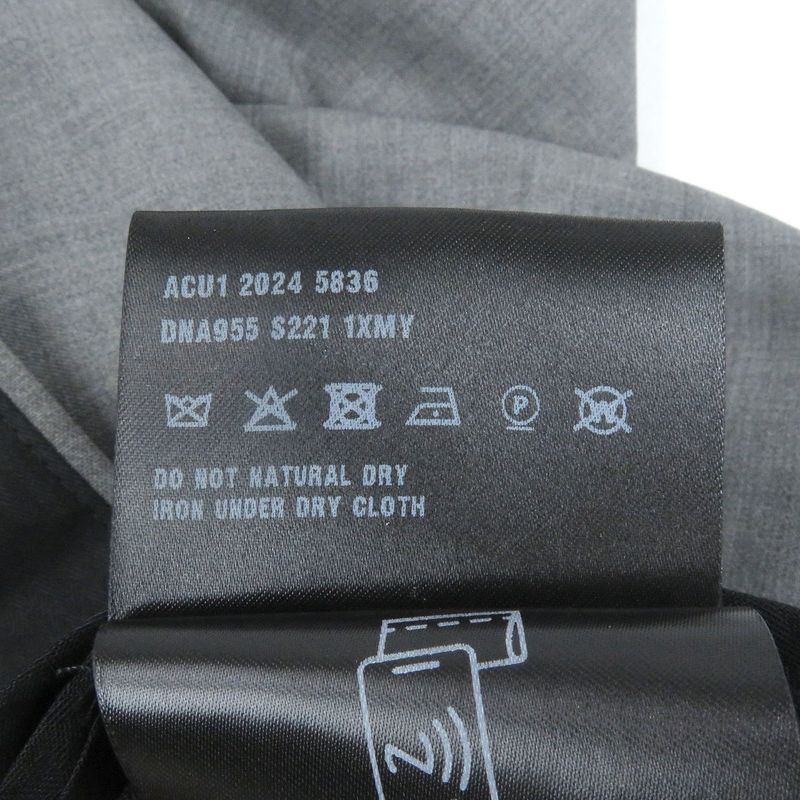 ACU1 2024 5836
DNA955 S221 1XMY
P W
DO NOT NATURAL DRY
IRON UNDER DRY CLOTH